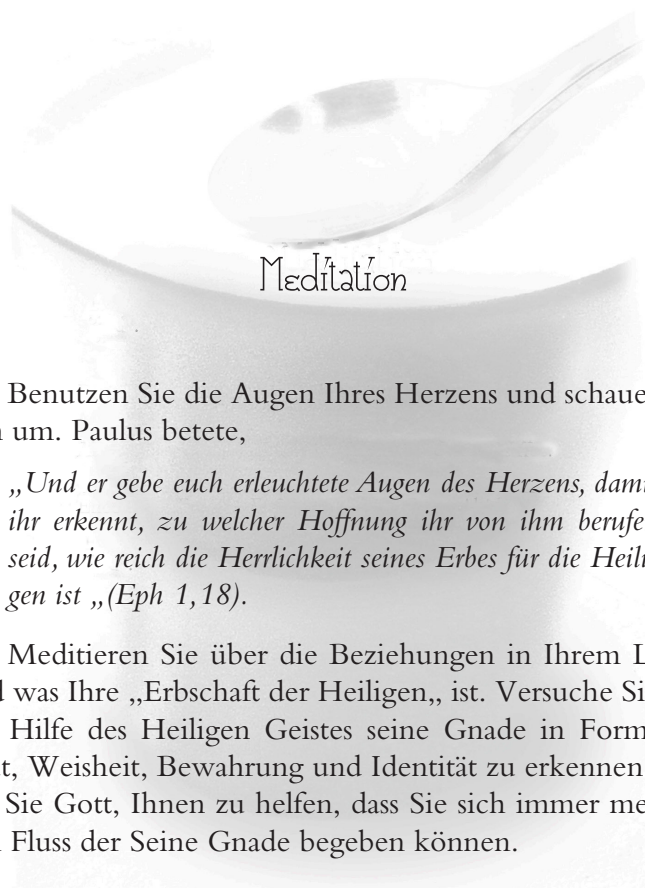 Meditation
Benutzen Sie die Augen Ihres Herzens und schaue
um. Paulus betete,
„Und er gebe euch erleuchtete Augen des Herzens, dami
ihr erkennt, zu welcher Hoffnung ihr von ihm berufe
seid, wie reich die Herrlichkeit seines Erbes für die Heili
gen ist „(Eph 1,18).
Meditieren Sie über die Beziehungen in Ihrem L
d was Ihre „Erbschaft der Heiligen„ ist. Versuche Si
Hilfe des Heiligen Geistes seine Gnade in Form
t, Weisheit, Bewahrung und Identität zu erkennen
Sie Gott, Ihnen zu helfen, dass Sie sich immer me
Fluss der Seine Gnade begeben können.